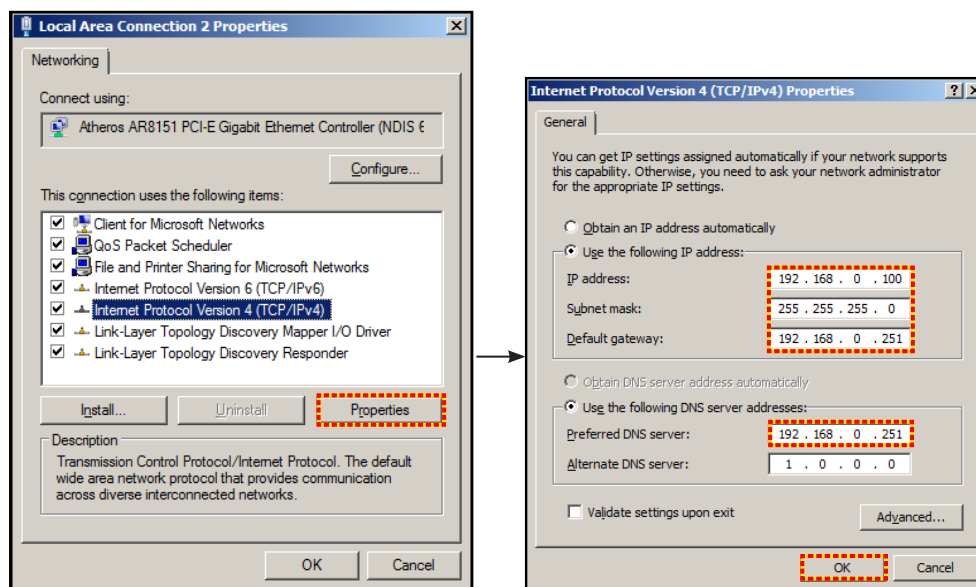 Local Area Connection 2 Properties
Networking
Connect using:
Atheros AR8151 PCI-E Gigabit Ethernet Controller (NDIS 6
Configure...
This connection uses the following items:
Client for Microsoft Networks
QoS Packet Scheduler
File and Printer Sharing for Microsoft Networks
Internet Protocol Version 6 (TCP/IPv6)
Internet Protocol Version 4 (TCP/IPv4)
Link-Layer Topology Discovery Mapper I/O Driver
Link-Layer Topology Discovery Responder
Install...
Uninstall
Properties
Description
Transmission Control Protocol/Internet Protocol. The default
wide area network protocol that provides communication
across diverse interconnected networks.
OK
Cancel
Internet Protocol Version 4 (TCP/IPv4) Properties
General
You can get IP settings assigned automatically if your network supports
this capability. Otherwise, you need to ask your network administrator
for the appropriate IP settings.
Obtain an IP address automatically
Use the following IP address:
IP address: 192 . 168 . 0 . 100
Subnet mask: 255 . 255 . 255 . 0
Default gateway: 192 . 168 . 0 . 251
Obtain DNS server address automatically
Use the following DNS server addresses:
Preferred DNS server: 192 . 168 . 0 . 251
Alternate DNS server: 1 . 0 . 0 . 0
Validate settings upon exit
Advanced...
OK
Cancel